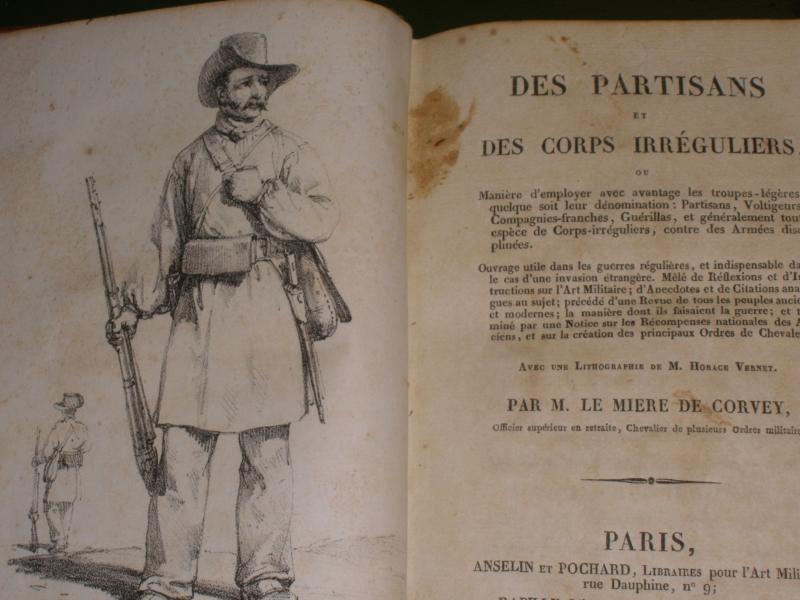 DES PARTISANS
ET
DES CORPS IRRÉGULIERS,
OU
Manière d'employer avec avantage les troupes-légères
quelque soit leur dénomination : Partisans, Voltigeurs
Compagnies-franches, Guérillas, et généralement tout
espèce de Corps-irréguliers, contre des Armées disc
plinées.
Ouvrage utile dans les guerres régulières, et indispensable da
le cas d'une invasion étrangère. Mêlé de Réflexions et d'In
tructions sur l'Art Militaire ; d'Anecdotes et de Citations ana
gues au sujet; précédé d'une Revue de tous les peuples ancie
et modernes ; la manière dont ils faisaient la guerre ; et t
miné par une Notice sur les Récompenses nationales des A
ciens, et sur la création des principaux Ordres de Chevale
AVEC UNE LITHOGRAPHIE DE M. HORACE VERNET.
PAR M. LE MIERE DE CORVEY,
Officier supérieur en retraite, Chevalier de plusieurs Ordres militair
PARIS,
ANSELIN ET POCHARD, LIBRAIRES pour l'Art Mili
rue Dauphine, n° 9;